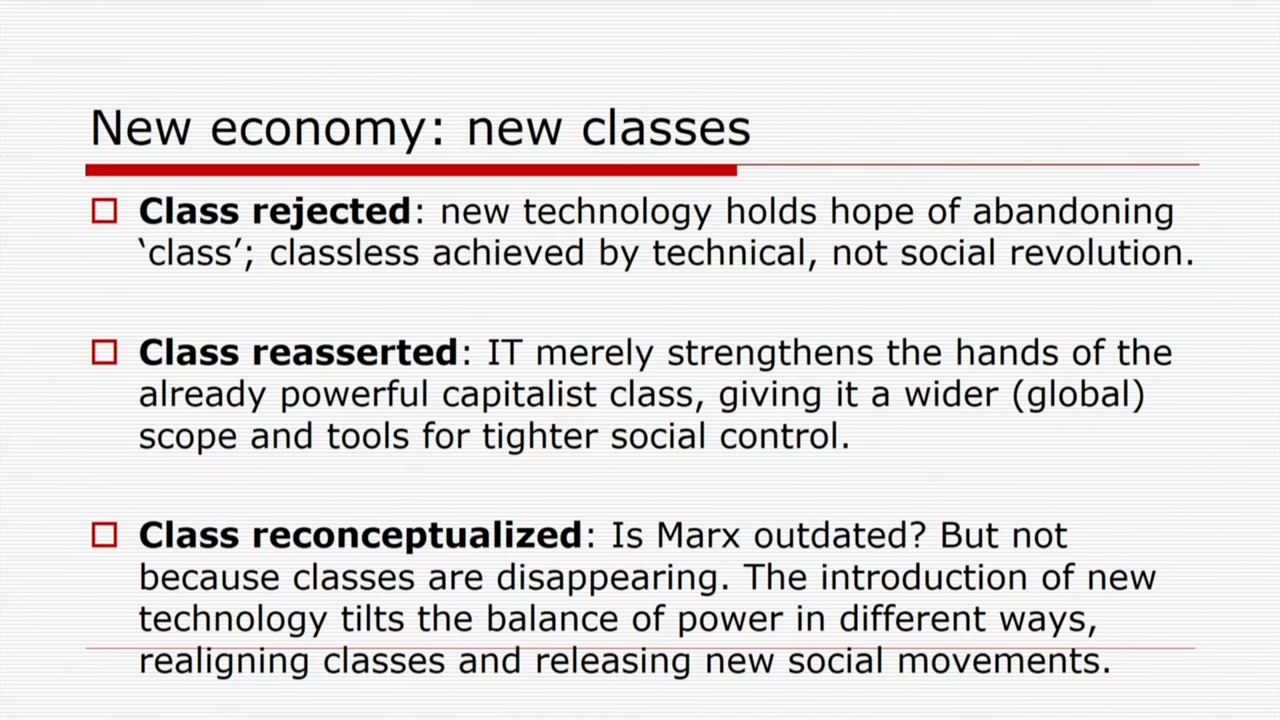 New economy: new classes
Class rejected: new technology holds hope of abandoning
‘class’; classless achieved by technical, not social revolution.
Class reasserted: IT merely strengthens the hands of the
already powerful capitalist class, giving it a wider (global)
scope and tools for tighter social control.
Class reconceptualized: Is Marx outdated? But not
because classes are disappearing. The introduction of new
technology tilts the balance of power in different ways,
realigning classes and releasing new social movements.